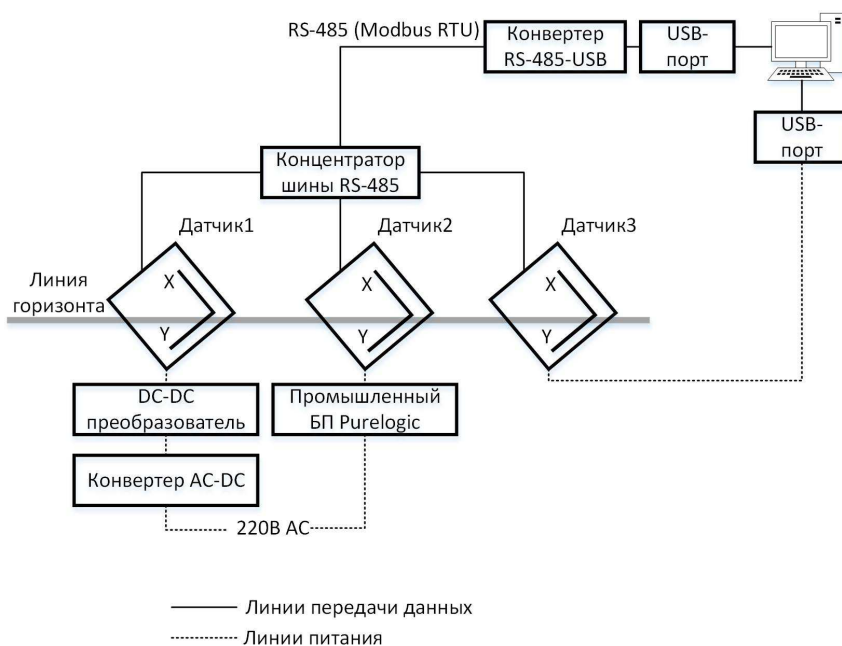 RS-485 (Modbus RTU)
Конвертер
RS-485-USB
USB-
порт
USB-
порт
Концентратор
шины RS-485
Датчик1
Датчик2
Датчик3
Линия
горизонта
X
Y
X
Y
X
Y
DC-DC
преобразователь
Промышленный
БП Purelogic
Конвертер AC-DC
220В AC
Линии передачи данных
Линии питания